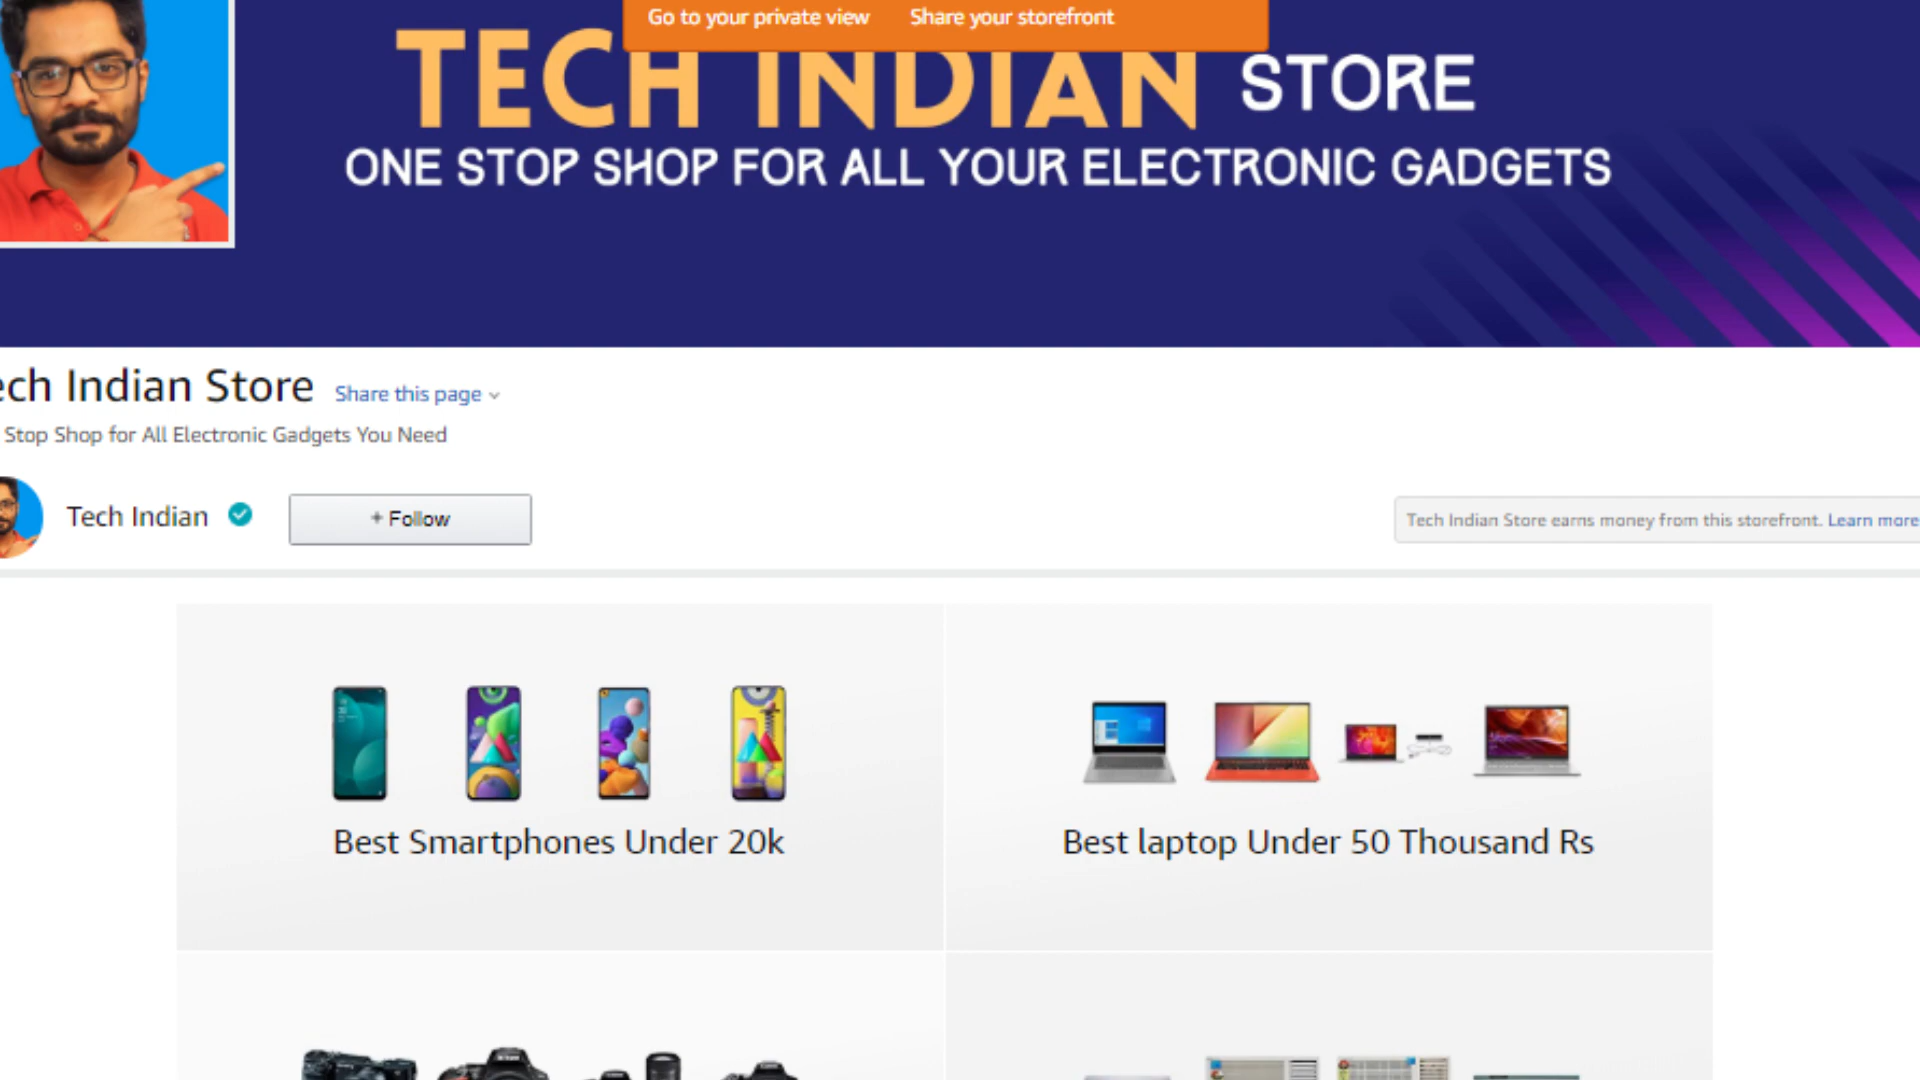 Go to your private view Share your storefront
TECH INDIAN STORE
ONE STOP SHOP FOR ALL YOUR ELECTRONIC GADGETS
ech Indian Store Share this page
Stop Shop for All Electronic Gadgets You Need
Tech Indian + Follow
Tech Indian Store earns money from this storefront. Learn more
Best Smartphones Under 20k
Best laptop Under 50 Thousand Rs